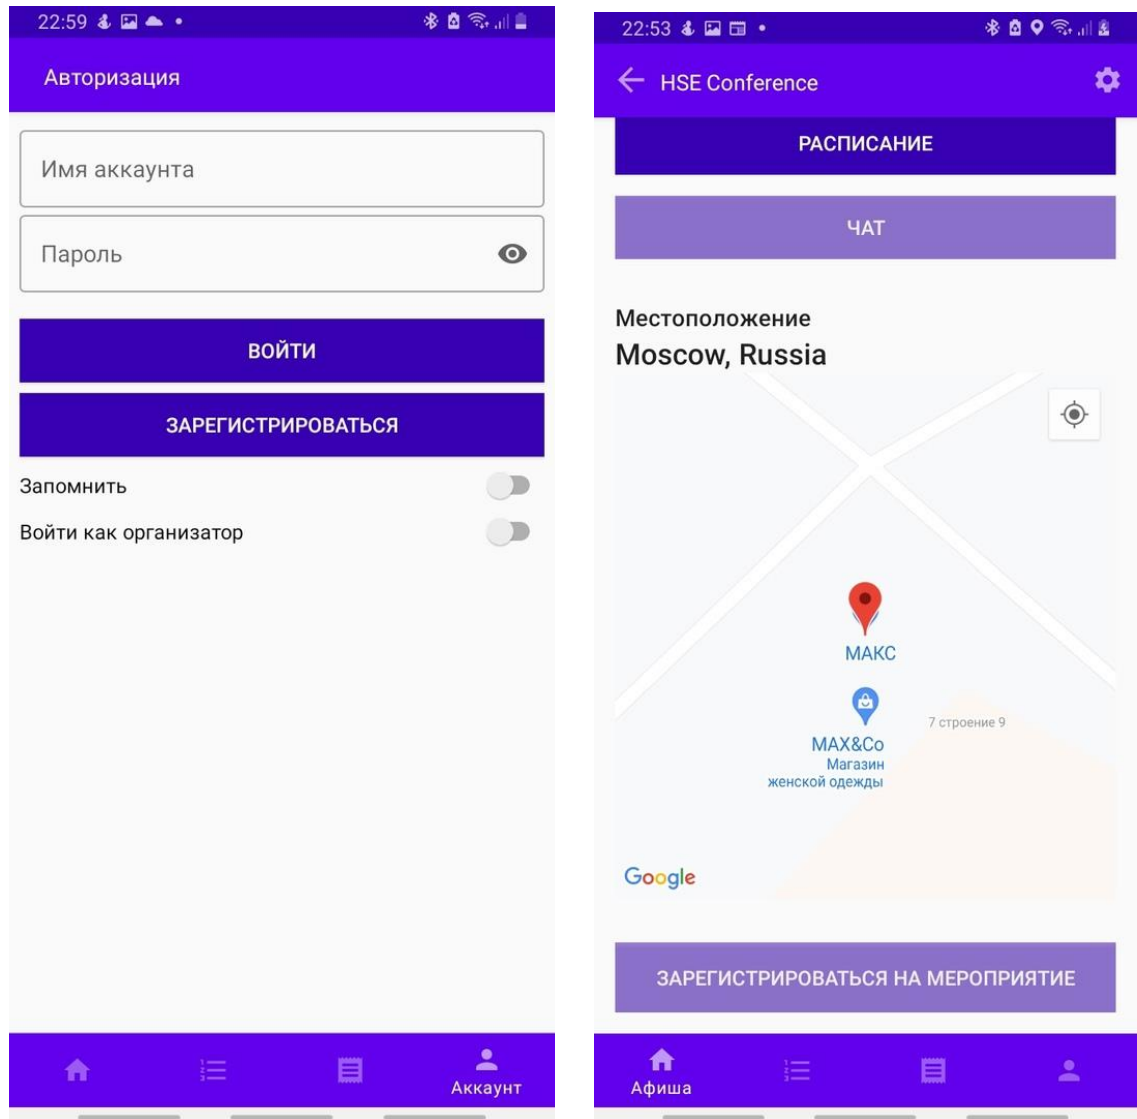 22:59
Авторизация
Имя аккаунта
Пароль
ВОЙТИ
ЗАРЕГИСТРИРОВАТЬСЯ
Запомнить
Войти как организатор
Аккаунт
22:53
HSE Conference
РАСПИСАНИЕ
ЧАТ
Местоположение
Moscow, Russia
МАКС
7 строение 9
MAX&Co
Магазин
женской одежды
Google
ЗАРЕГИСТРИРОВАТЬСЯ НА МЕРОПРИЯТИЕ
Афиша